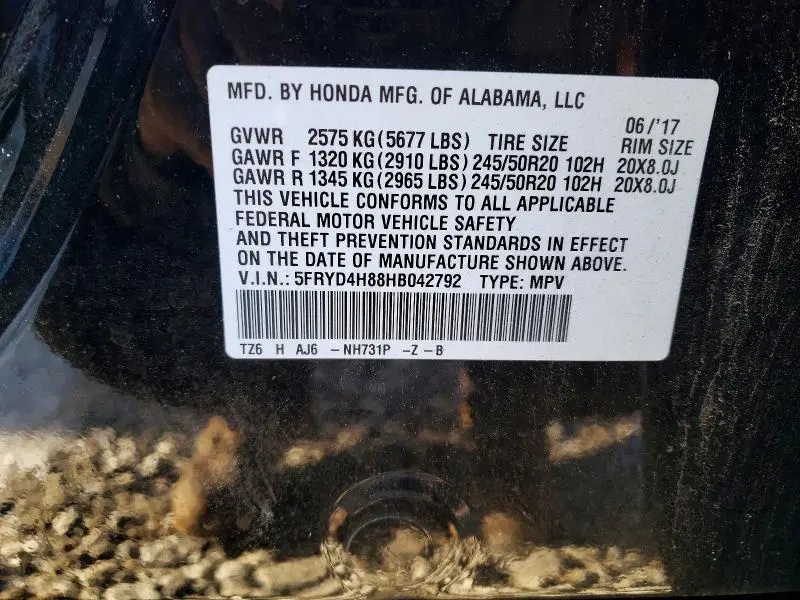 MFD. BY HONDA MFG. OF ALABAMA, LLC
06/'17
GVWR 2575 KG(5677 LBS) TIRE SIZE RIM SIZE
GAWR F 1320 KG(2910 LBS) 245/50R20 102H 20X8.0J
GAWR R 1345 KG(2965 LBS) 245/50R20 102H 20X8.0J
THIS VEHICLE CONFORMS TO ALL APPLICABLE
FEDERAL MOTOR VEHICLE SAFETY
AND THEFT PREVENTION STANDARDS IN EFFECT
ON THE DATE OF MANUFACTURE SHOWN ABOVE.
V.I.N.: 5FRYD4H88HB042792 TYPE: MPV
TZ6 H AJ6 -NH731P -Z -B